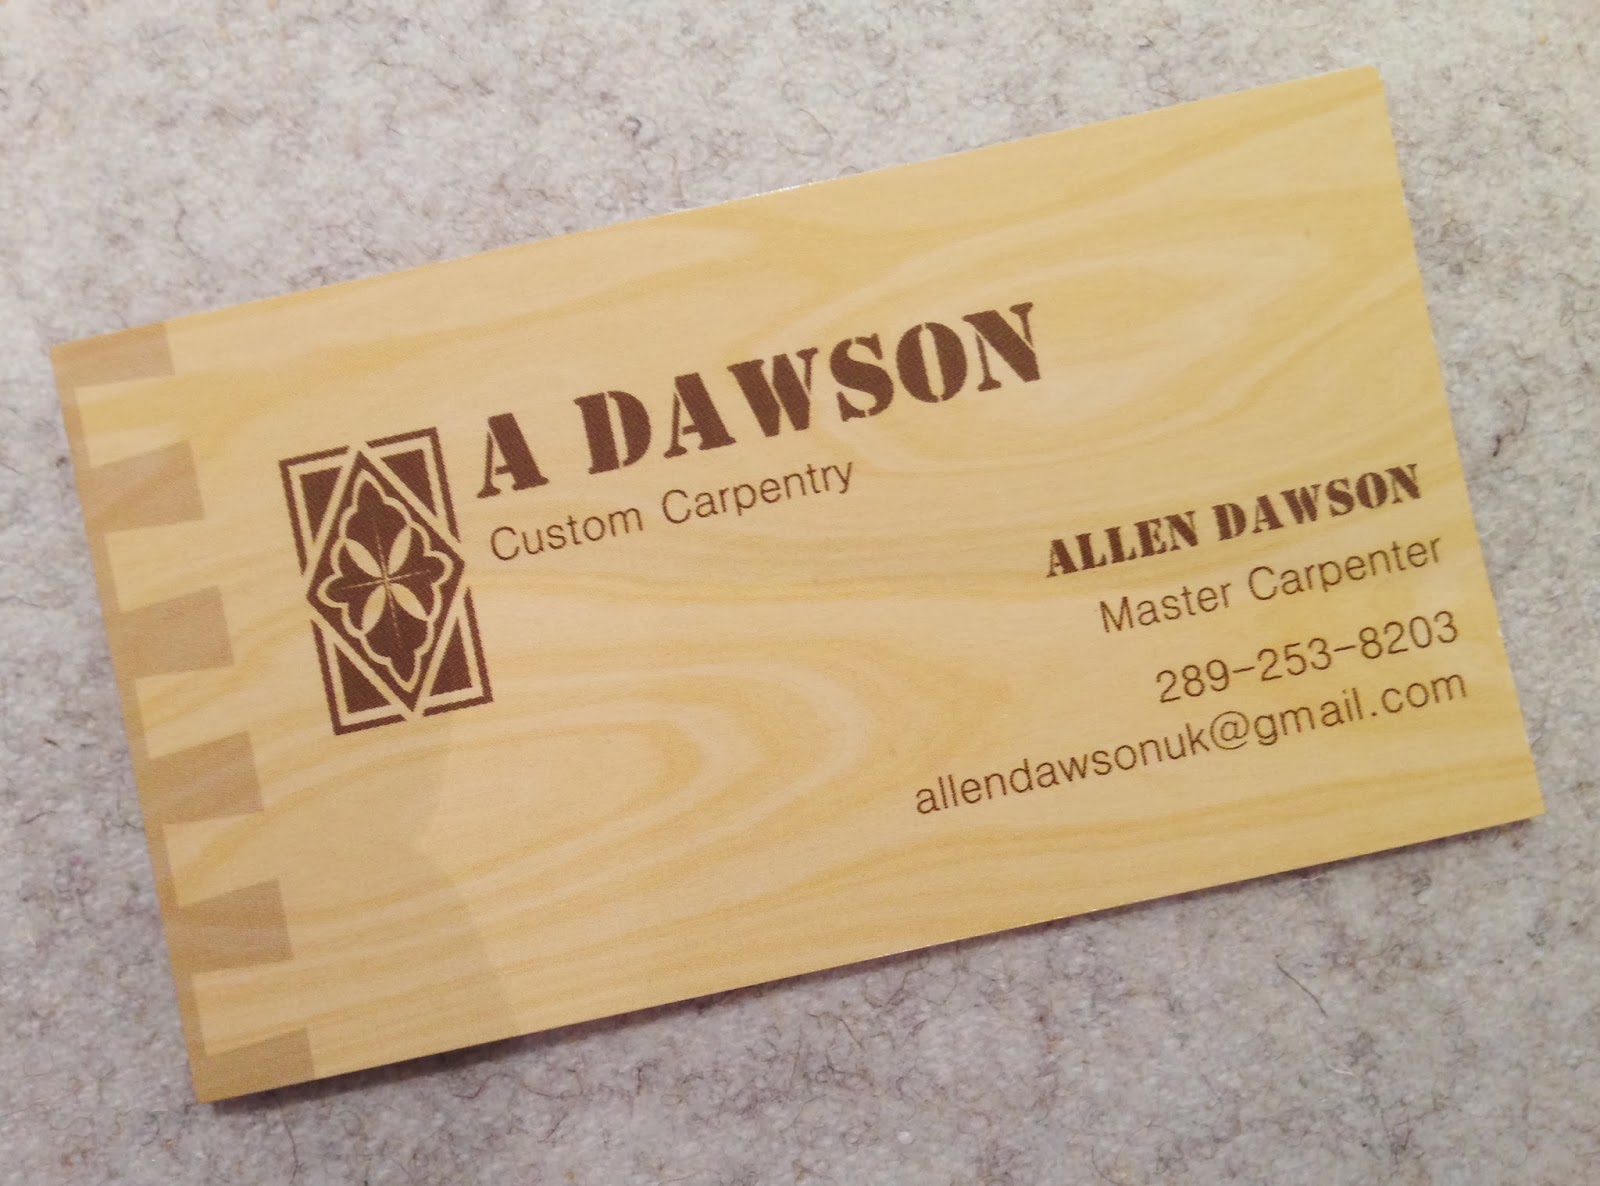 A DAWSON
Custom Carpentry
ALLEN DAWSON
Master Carpenter
289-253-8203
allendawsonuk@gmail.com